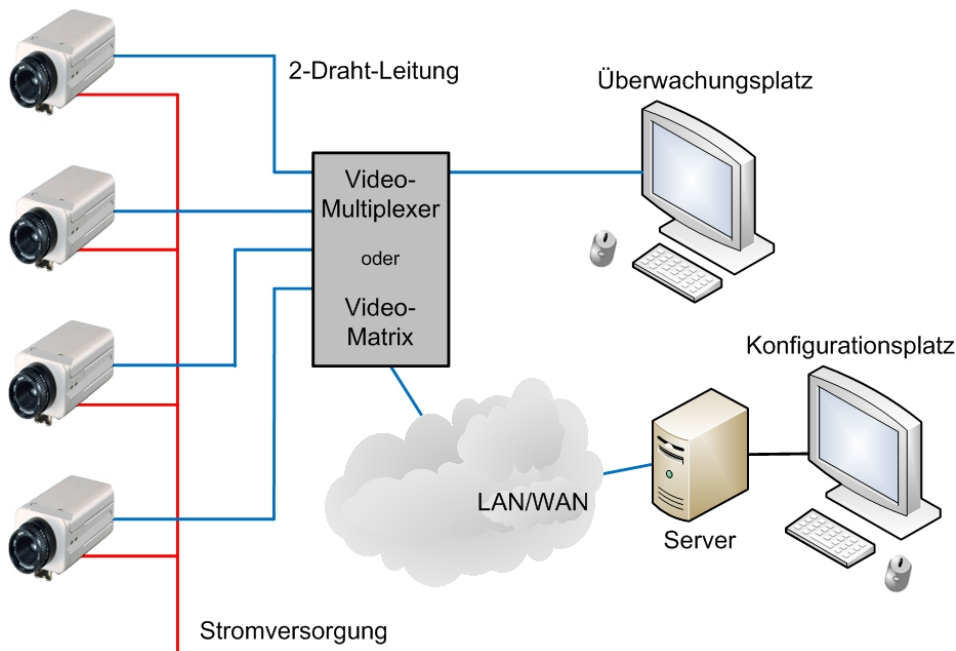 2-Draht-Leitung
Überwachungsplatz
Video-
Multiplexer
oder
Video-
Matrix
Konfigurationsplatz
LAN/WAN
Server
Stromversorgung